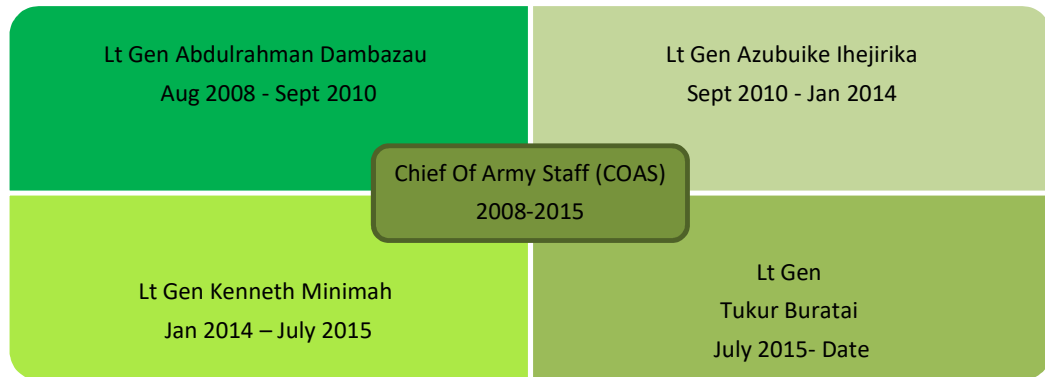 Lt Gen Abdulrahman Dambazau
Aug 2008 - Sept 2010
Lt Gen Azubuike Ihejirika
Sept 2010 - Jan 2014
Chief Of Army Staff (COAS)
2008-2015
Lt Gen Kenneth Minimah
Jan 2014 – July 2015
Lt Gen
Tukur Buratai
July 2015- Date